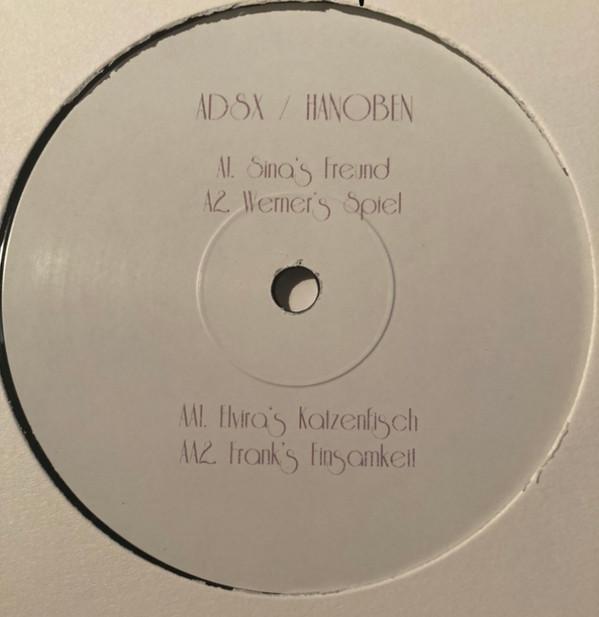 ADSX / HANOBEN
A1. Sina's Freund
A2. Werner's Spiel
AA1. Elvira's Katzenfisch
AA2. Frank's Einsamkeit